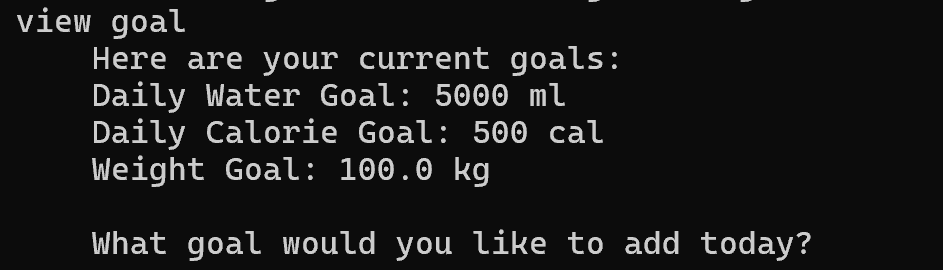 view goal
Here are your current goals:
Daily Water Goal: 5000 ml
Daily Calorie Goal: 500 cal
Weight Goal: 100.0 kg
What goal would you like to add today?